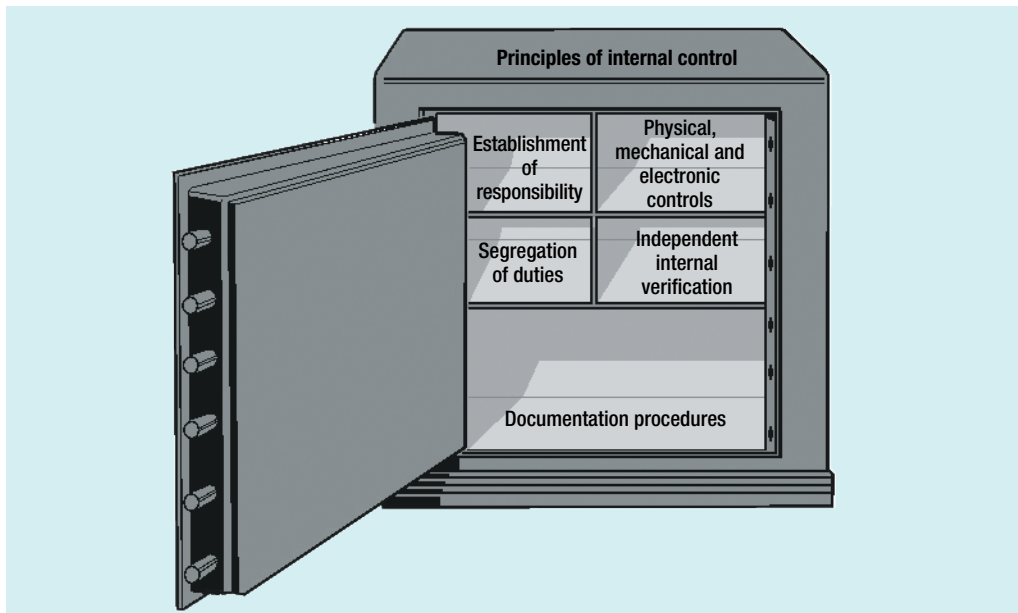 Principles of internal control
Establishment
of
responsibility
Physical,
mechanical and
electronic
controls
Segregation
of duties
Independent
internal
verification
Documentation procedures